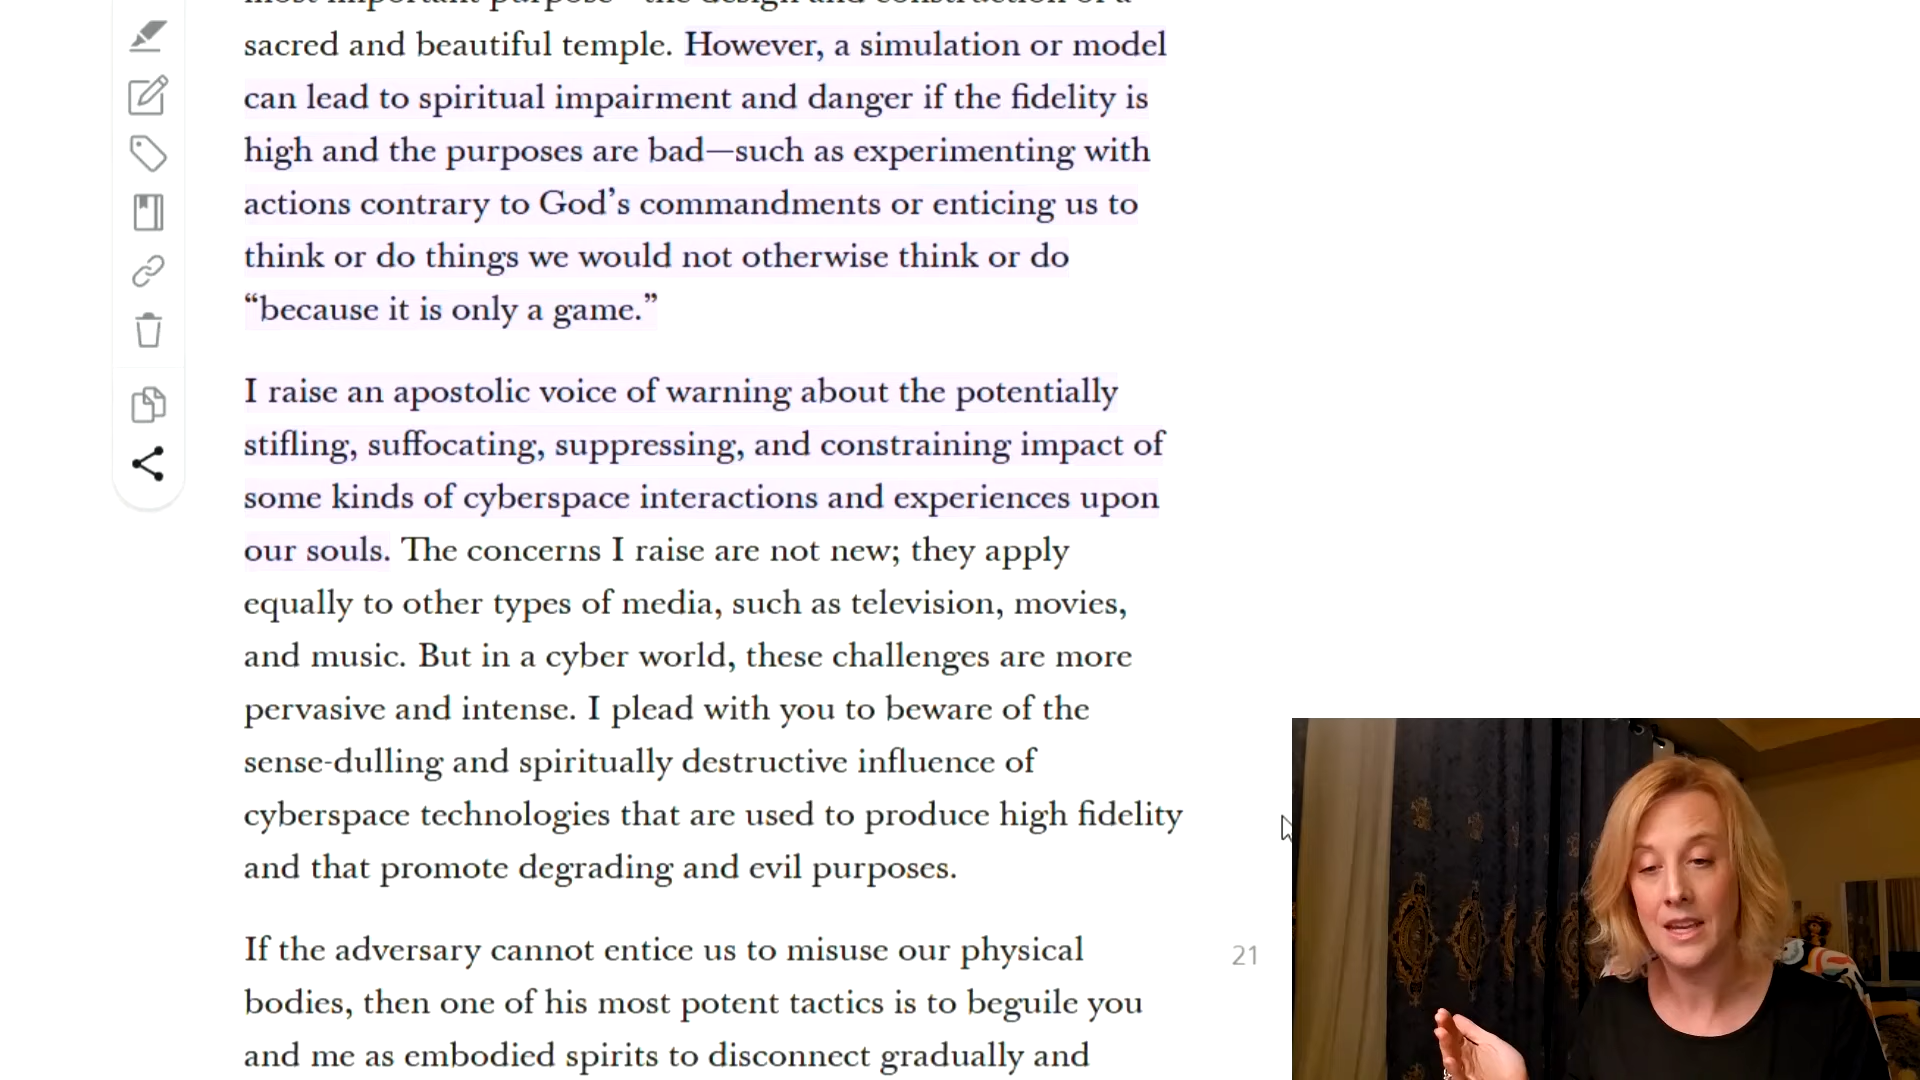 most important purpose—the design and construction of a
sacred and beautiful temple. However, a simulation or model
can lead to spiritual impairment and danger if the fidelity is
high and the purposes are bad—such as experimenting with
actions contrary to God’s commandments or enticing us to
think or do things we would not otherwise think or do
“because it is only a game.”
I raise an apostolic voice of warning about the potentially
stifling, suffocating, suppressing, and constraining impact of
some kinds of cyberspace interactions and experiences upon
our souls. The concerns I raise are not new; they apply
equally to other types of media, such as television, movies,
and music. But in a cyber world, these challenges are more
pervasive and intense. I plead with you to beware of the
sense-dulling and spiritually destructive influence of
cyberspace technologies that are used to produce high fidelity
and that promote degrading and evil purposes.
If the adversary cannot entice us to misuse our physical
21
bodies, then one of his most potent tactics is to beguile you
and me as embodied spirits to disconnect gradually and